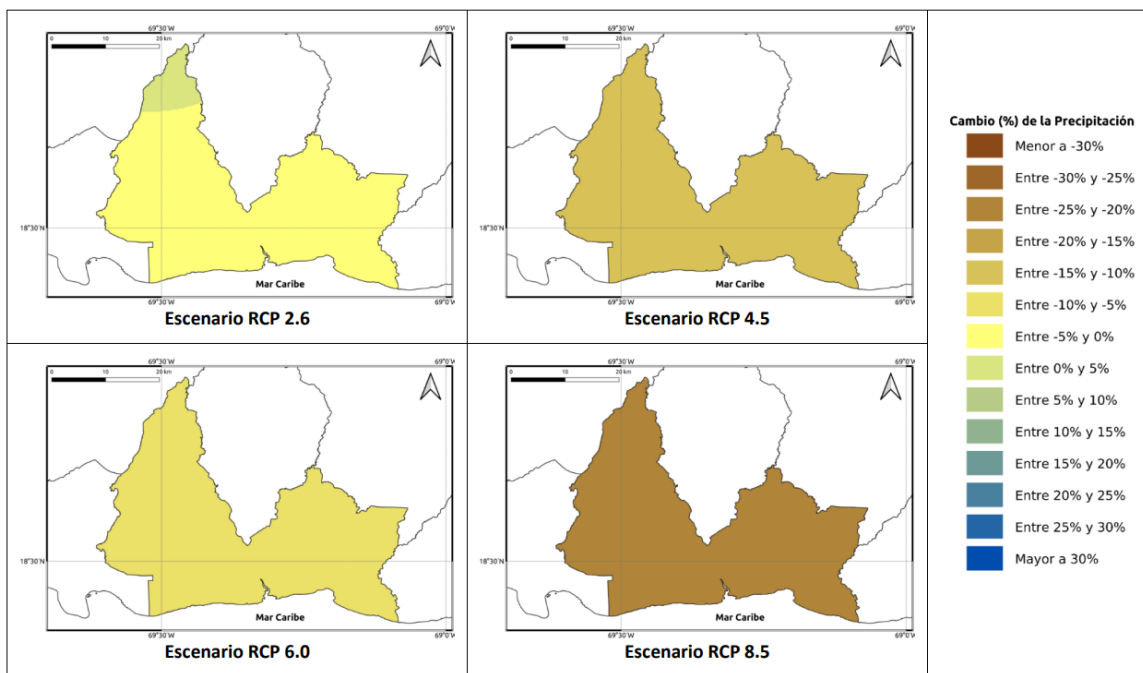 69°30'W
69°0'W
0
10
20 km
18°30'N
Mar Caribe
69°30'W
69°0'W
Escenario RCP 2.6
69°30'W
69°0'W
0
10
20 km
18°30'N
Mar Caribe
69°30'W
69°0'W
Escenario RCP 4.5
69°30'W
69°0'W
0
10
20 km
18°30'N
Mar Caribe
69°30'W
69°0'W
Escenario RCP 6.0
69°30'W
69°0'W
0
10
20 km
18°30'N
Mar Caribe
69°30'W
69°0'W
Escenario RCP 8.5
Cambio (%) de la Precipitación
Menor a -30%
Entre -30% y -25%
Entre -25% y -20%
Entre -20% y -15%
Entre -15% y -10%
Entre -10% y -5%
Entre -5% y 0%
Entre 0% y 5%
Entre 5% y 10%
Entre 10% y 15%
Entre 15% y 20%
Entre 20% y 25%
Entre 25% y 30%
Mayor a 30%